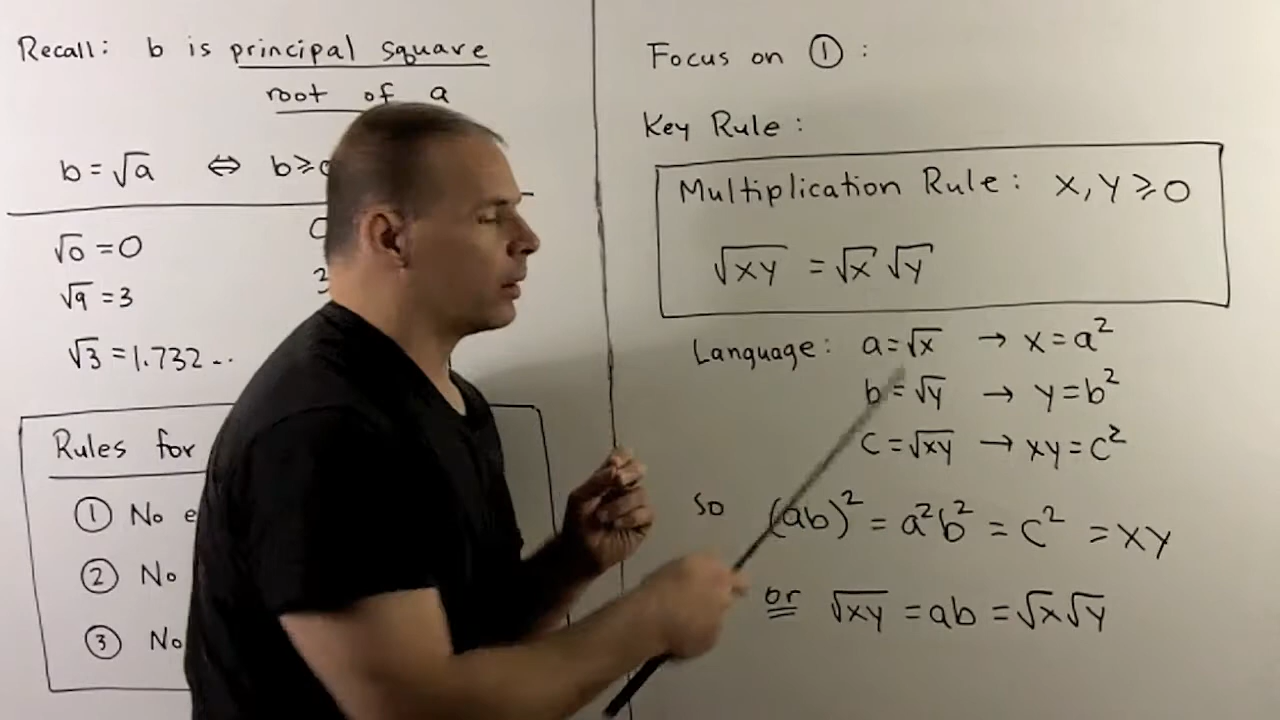 Recall: b is principal square
root of a
b = √a ⇔ b ≥
√0 = 0
√9 = 3
√3 = 1.732...
Rules for
① No
② No
③ No
Focus on ① :
Key Rule :
Multiplication Rule: x, y ≥ 0
√xy = √x √y
Language: a = √x → x = a²
b = √y → y = b²
c = √xy → xy = c²
So (ab)² = a²b² = c² = xy
or √xy = ab = √x√y